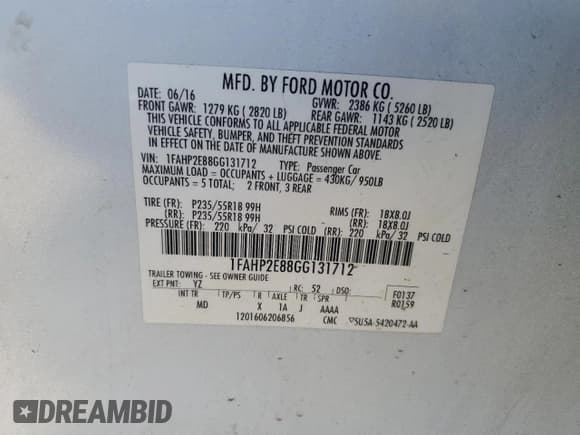 MFD. BY FORD MOTOR CO.
DATE: 06/16 GVWR: 2386 KG ( 5260 LB)
FRONT GAWR: 1279 KG ( 2820 LB) REAR GAWR: 1143 KG ( 2520 LB)
THIS VEHICLE CONFORMS TO ALL APPLICABLE FEDERAL MOTOR
VEHICLE SAFETY, BUMPER, AND THEFT PREVENTION STANDARDS
IN EFFECT ON THE DATE OF MANUFACTURE SHOWN ABOVE.
VIN: 1FAHP2E88GG131712 TYPE: Passenger Car
MAXIMUM LOAD = OCCUPANTS + LUGGAGE = 430KG/ 950LB
OCCUPANTS = 5 TOTAL; 2 FRONT, 3 REAR
TIRE (FR): P235/55R18 99H RIMS (FR): 18X8.0J
(RR): P235/55R18 99H (RR): 18X8.0J
PRESSURE (FR): 220 kPa/ 32 PSI COLD (RR): 220 kPa/ 32 PSI COLD
1FAHP2E88GG131712
TRAILER TOWING - SEE OWNER GUIDE
EXT PNT: YZ RC: 52 DSO: F0137
INT TR TP/PS R AXLE TR SPR R0159
MD X 1A J AAAA
1201606206856 CMC 5U5A-5420472-AA
DREAMBID